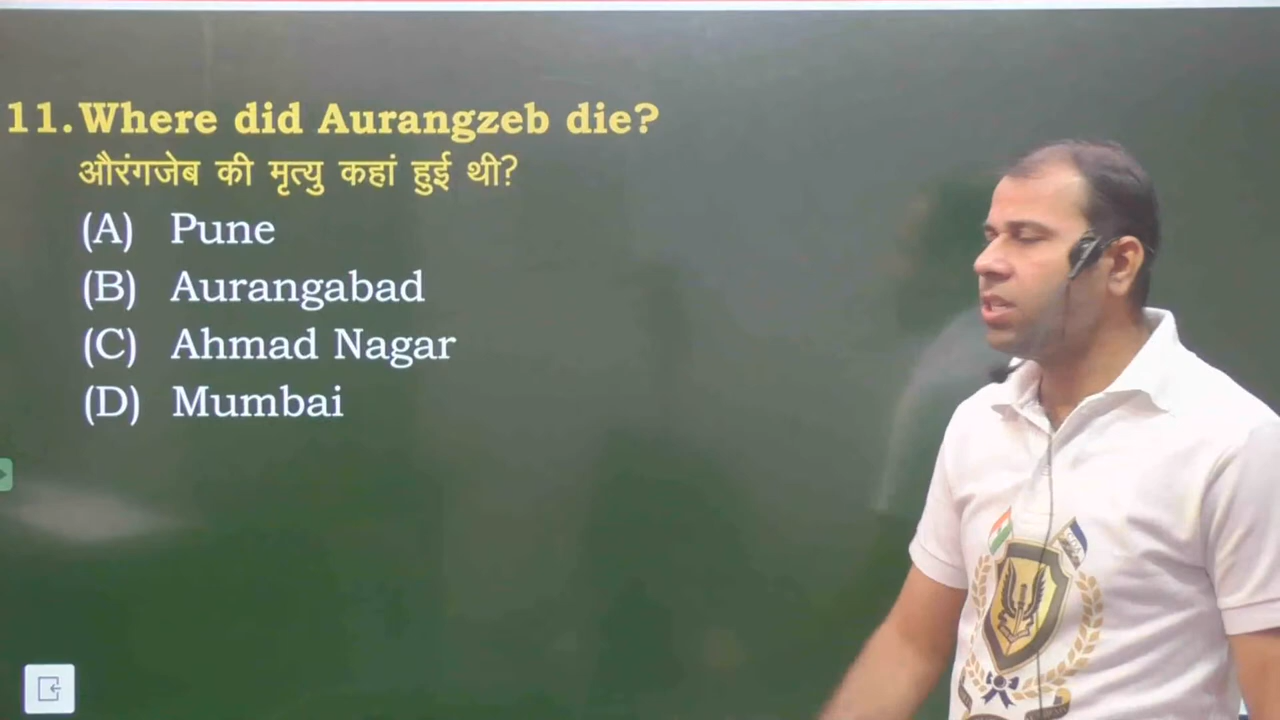 11. Where did Aurangzeb die?
औरंगजेब की मृत्यु कहां हुई थी?
(A) Pune
(B) Aurangabad
(C) Ahmad Nagar
(D) Mumbai